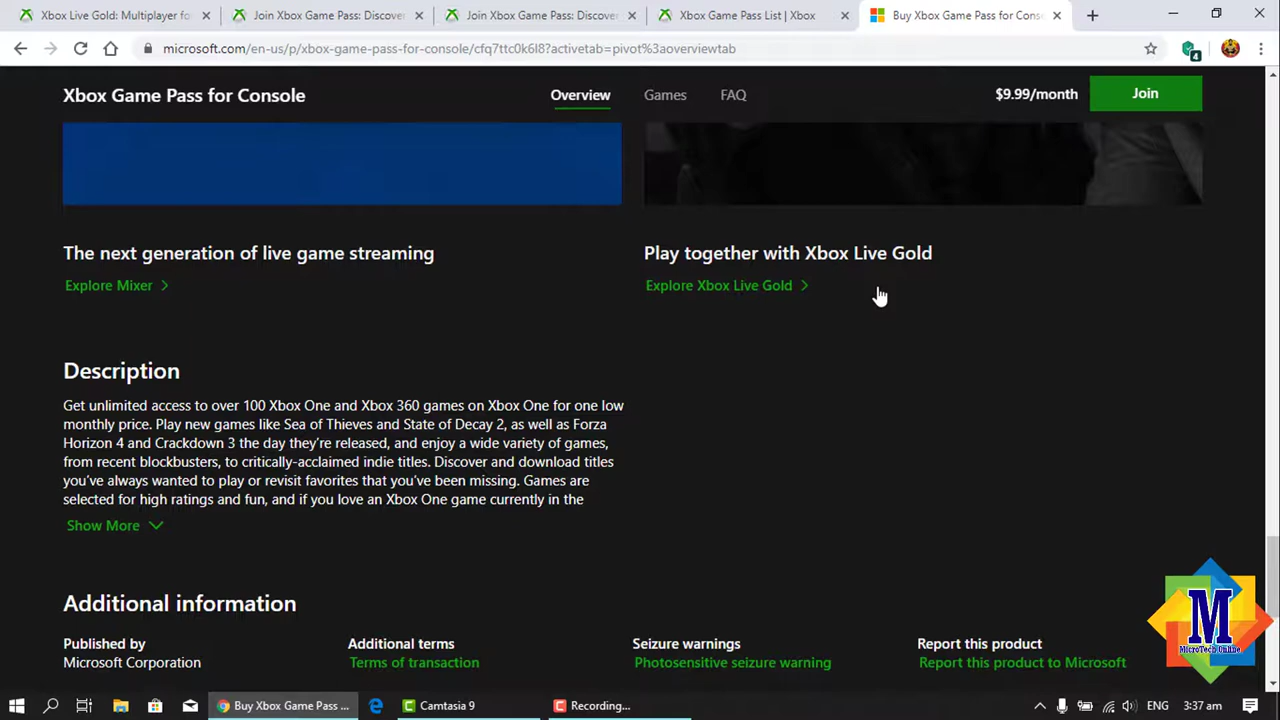 Xbox Live Gold: Multiplayer for
Join Xbox Game Pass: Discover
Join Xbox Game Pass: Discover
Xbox Game Pass List | Xbox
Buy Xbox Game Pass for Conso
microsoft.com/en-us/p/xbox-game-pass-for-console/cfq7ttc0k6l8?activetab=pivot%3aoverviewtab
4
Xbox Game Pass for Console
Overview
Games
FAQ
$9.99/month
Join
The next generation of live game streaming
Explore Mixer
Play together with Xbox Live Gold
Explore Xbox Live Gold
Description
Get unlimited access to over 100 Xbox One and Xbox 360 games on Xbox One for one low
monthly price. Play new games like Sea of Thieves and State of Decay 2, as well as Forza
Horizon 4 and Crackdown 3 the day they're released, and enjoy a wide variety of games,
from recent blockbusters, to critically-acclaimed indie titles. Discover and download titles
you've always wanted to play or revisit favorites that you've been missing. Games are
selected for high ratings and fun, and if you love an Xbox One game currently in the
Show More
Additional information
Published by
Microsoft Corporation
Additional terms
Terms of transaction
Seizure warnings
Photosensitive seizure warning
Report this product
Report this product to Microsoft
M
MicroTech Online
Buy Xbox Game Pass ...
Camtasia 9
Recording...
ENG
3:37 am